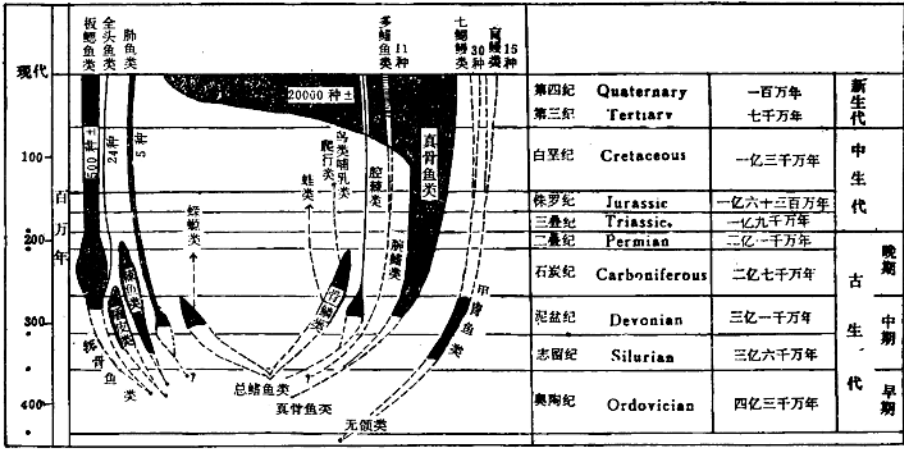 板鳃鱼类
全头鱼类
肺鱼类
多鳍鱼类
11种
七鳃鳗
30种
盲鳗类
15种
现代
20000种±
500种±
24种
5种
鸟类哺乳类
爬行类
蛙类
蝾螈类
腔棘类
真骨鱼类
腕鳍类
骨鳞类
甲胄鱼类
软骨鱼类
总鳍鱼类
真骨鱼类
无颌类
100
200
300
400
百万年
第四纪 Quaternary 一百万年
第三纪 Tertiary 七千万年
白垩纪 Cretaceous 一亿三千万年
侏罗纪 Jurassic 一亿六十三百万年
三叠纪 Triassic 一亿九千万年
二叠纪 Permian 二亿一千万年
石炭纪 Carboniferous 二亿七千万年
泥盆纪 Devonian 三亿一千万年
志留纪 Silurian 三亿六千万年
奥陶纪 Ordovician 四亿三千万年
新生代
中生代
古生代
晚期
中期
早期